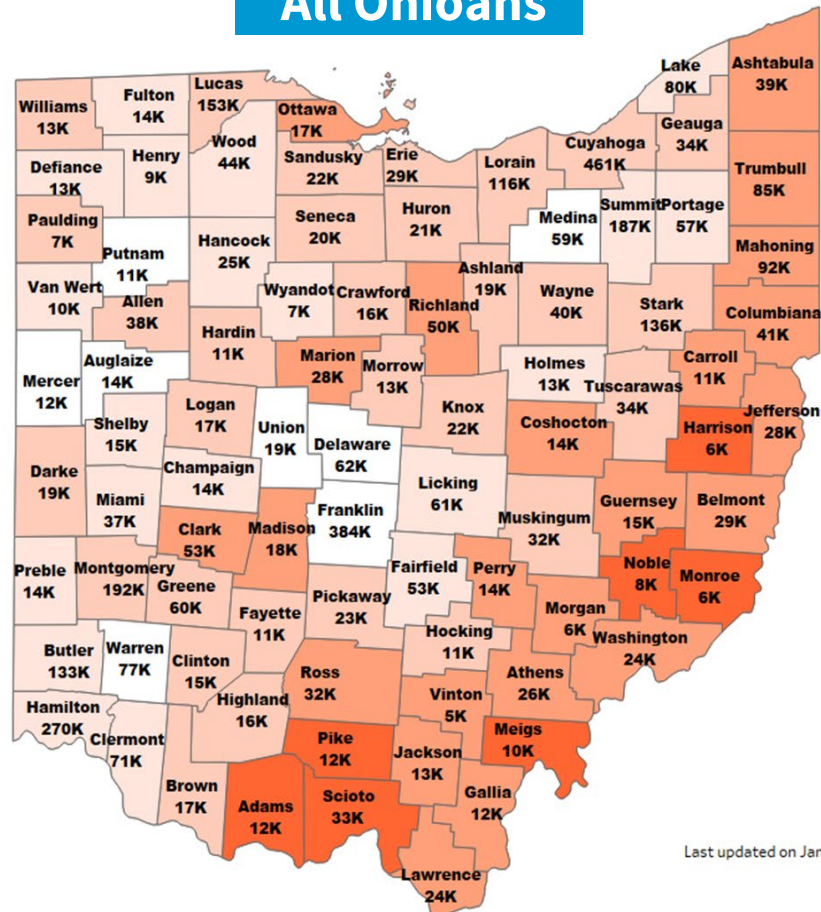 All Ohioans
Lake
80K
Ashtabula
39K
Williams
13K
Fulton
14K
Lucas
153K
Ottawa
17K
Wood
44K
Sandusky
22K
Erie
29K
Lorain
116K
Cuyahoga
461K
Geauga
34K
Trumbull
85K
Defiance
13K
Henry
9K
Paulding
7K
Putnam
11K
Hancock
25K
Seneca
20K
Huron
21K
Medina
59K
Summit
187K
Portage
57K
Mahoning
92K
Van Wert
10K
Allen
38K
Wyandot
7K
Crawford
16K
Richland
50K
Ashland
19K
Wayne
40K
Stark
136K
Columbiana
41K
Hardin
11K
Marion
28K
Morrow
13K
Holmes
13K
Tuscarawas
34K
Carroll
11K
Mercer
12K
Auglaize
14K
Shelby
15K
Logan
17K
Union
19K
Delaware
62K
Knox
22K
Coshocton
14K
Harrison
6K
Jefferson
28K
Darke
19K
Miami
37K
Champaign
14K
Licking
61K
Franklin
384K
Muskingum
32K
Guernsey
15K
Belmont
29K
Clark
53K
Madison
18K
Preble
14K
Montgomery
192K
Greene
60K
Fayette
11K
Pickaway
23K
Fairfield
53K
Perry
14K
Noble
8K
Monroe
6K
Morgan
6K
Washington
24K
Butler
133K
Warren
77K
Clinton
15K
Ross
32K
Hocking
11K
Athens
26K
Hamilton
270K
Clermont
71K
Highland
16K
Vinton
5K
Meigs
10K
Pike
12K
Jackson
13K
Brown
17K
Adams
12K
Scioto
33K
Gallia
12K
Lawrence
24K
Last updated on Jan